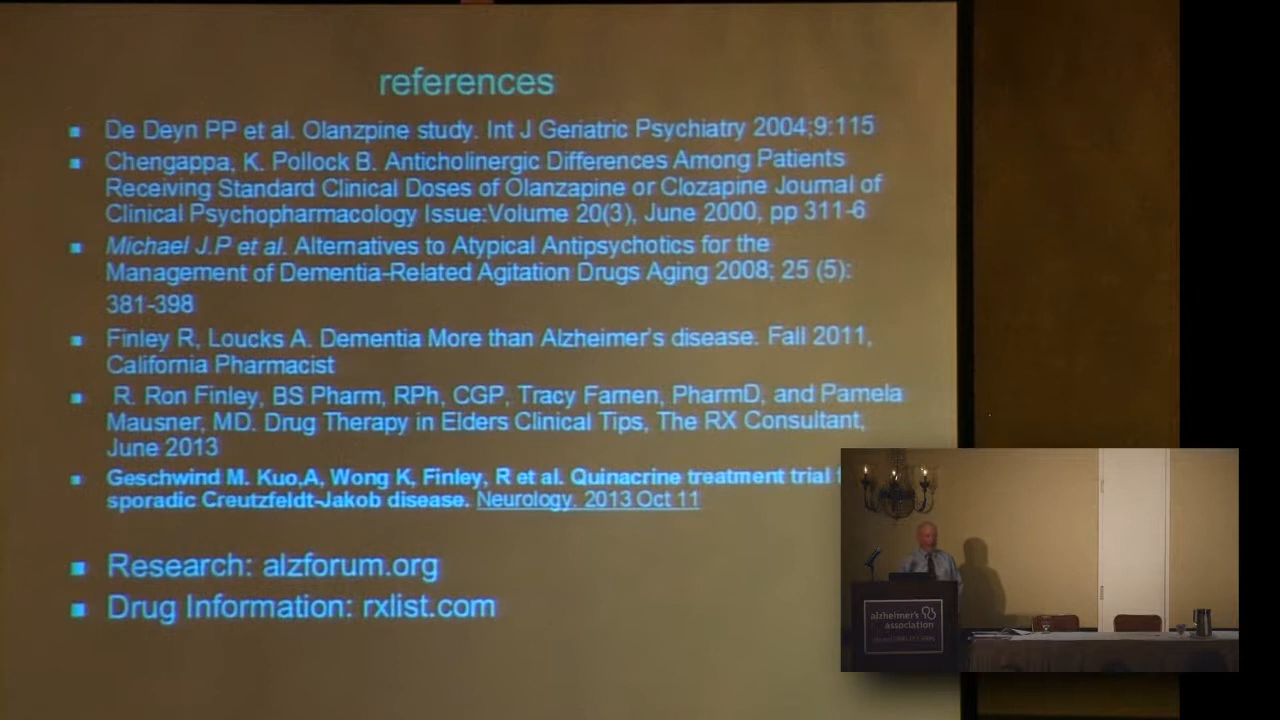 references
De Deyn PP et al. Olanzpine study. Int J Geriatric Psychiatry 2004;9:115
Chengappa, K. Pollock B. Anticholinergic Differences Among Patients
Receiving Standard Clinical Doses of Olanzapine or Clozapine Journal of
Clinical Psychopharmacology Issue:Volume 20(3), June 2000, pp 311-6
Michael J.P et al. Alternatives to Atypical Antipsychotics for the
Management of Dementia-Related Agitation Drugs Aging 2008; 25 (5):
381-398
Finley R, Loucks A. Dementia More than Alzheimer's disease. Fall 2011,
California Pharmacist
R. Ron Finley, BS Pharm, RPh, CGP, Tracy Farnen, PharmD, and Pamela
Mausner, MD. Drug Therapy in Elders Clinical Tips, The RX Consultant,
June 2013
Geschwind M. Kuo,A, Wong K, Finley, R et al. Quinacrine treatment trial
sporadic Creutzfeldt-Jakob disease. Neurology. 2013 Oct 11
Research: alzforum.org
Drug Information: rxlist.com
alzheimer's
association